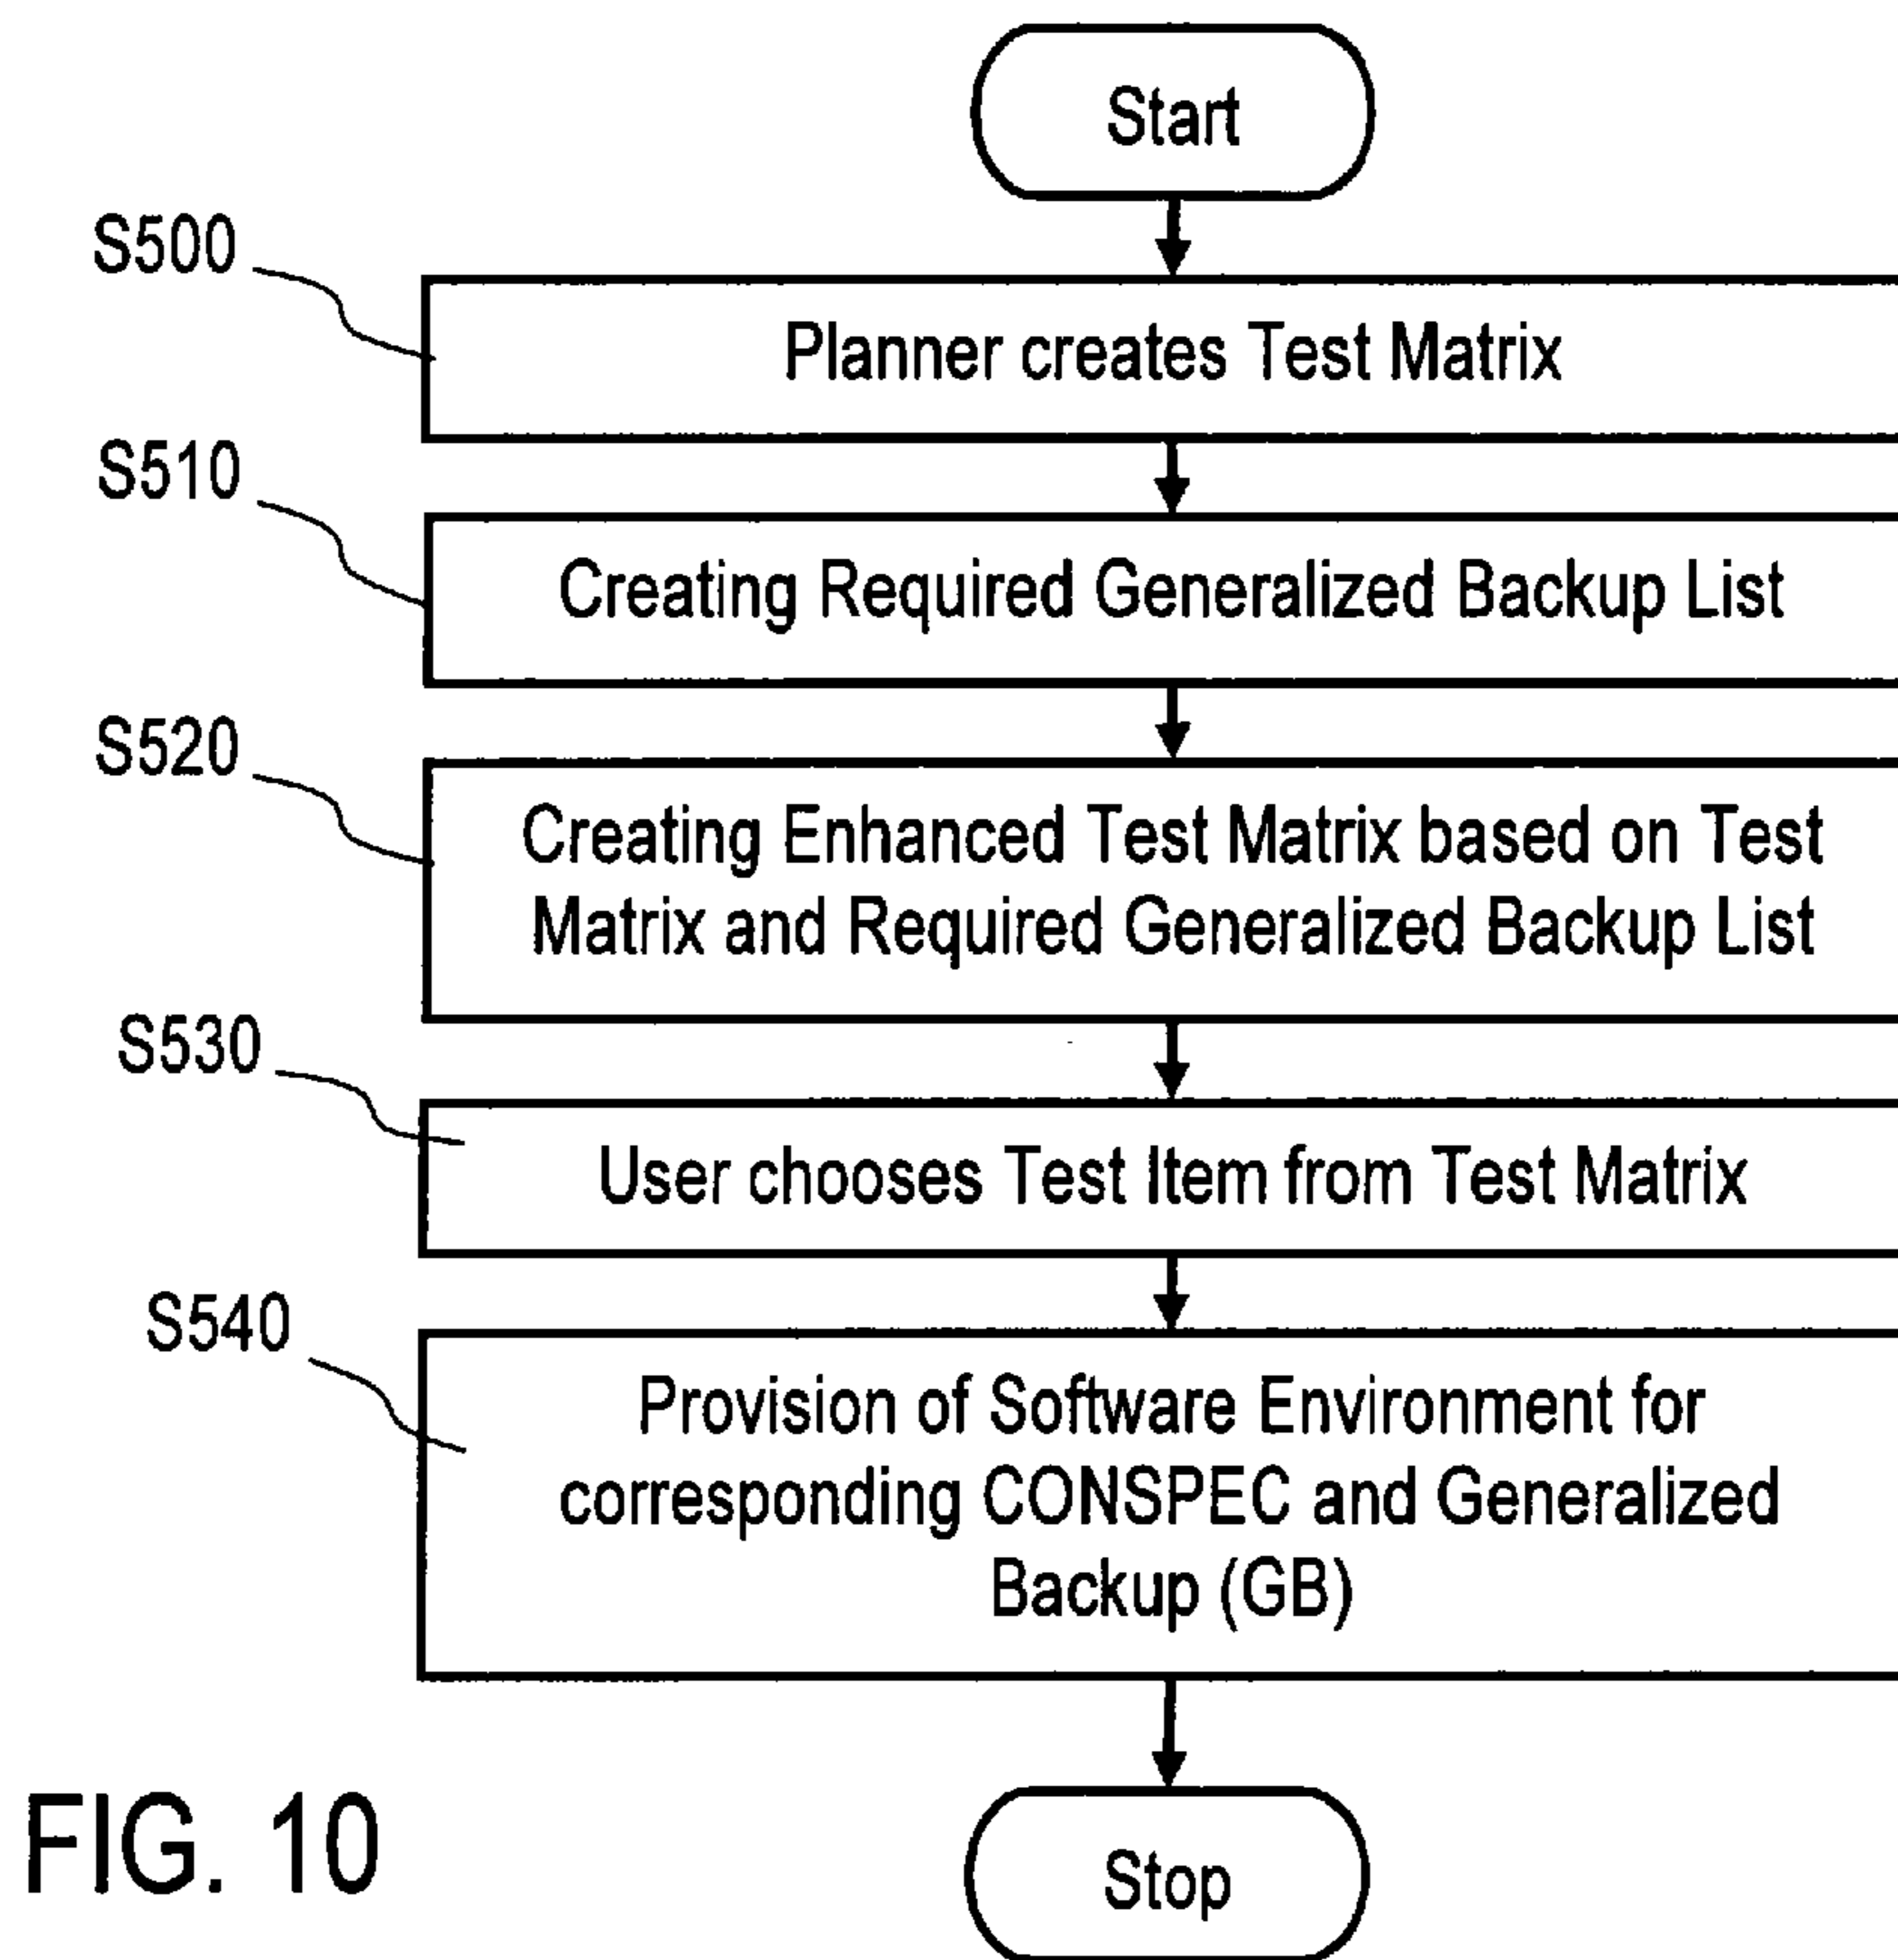 Start
S500
Planner creates Test Matrix
S510
Creating Required Generalized Backup List
S520
Creating Enhanced Test Matrix based on Test
Matrix and Required Generalized Backup List
S530
User chooses Test Item from Test Matrix
S540
Provision of Software Environment for
corresponding CONSPEC and Generalized
Backup (GB)
Stop
FIG. 10